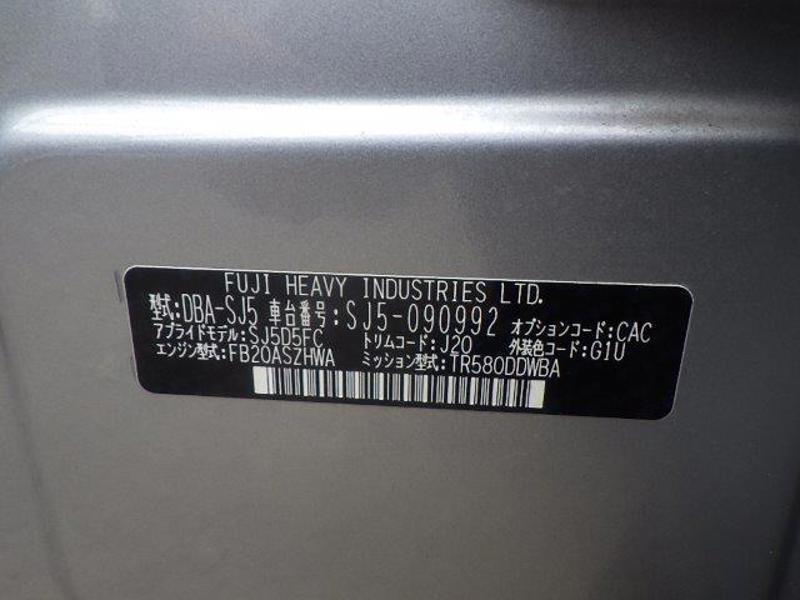 FUJI HEAVY INDUSTRIES LTD.
型式:DBA-SJ5 車台番号:SJ5-090992 オプションコード:CAC
アプライドモデル:SJ5D5FC トリムコード:J20 外装色コード:G1U
エンジン型式:FB20ASZHWA ミッション型式:TR580DDWBA